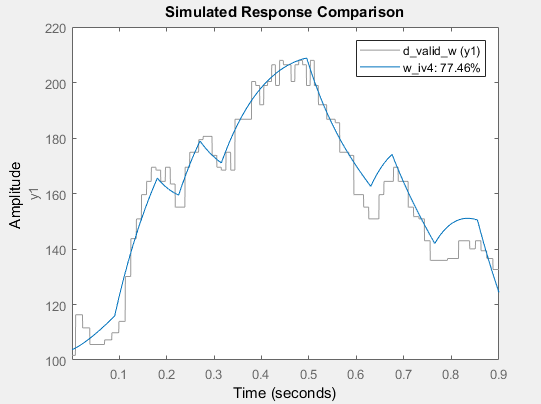 Simulated Response Comparison
d_valid_w (y1)
w_iv4: 77.46%
220
200
180
160
140
120
100
Amplitude
y1
0.1 0.2 0.3 0.4 0.5 0.6 0.7 0.8 0.9
Time (seconds)